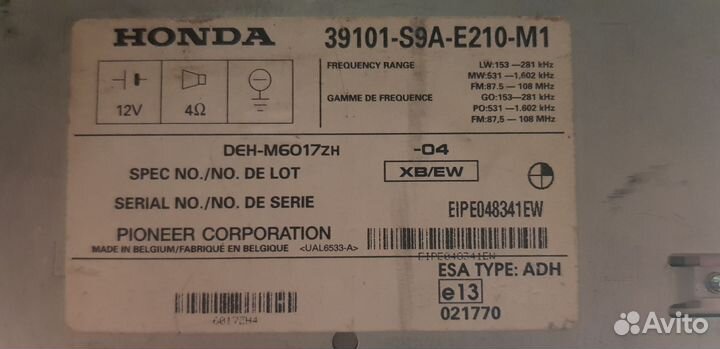 HONDA 39101-S9A-E210-M1
FREQUENCY RANGE LW:153 —281 kHz
MW:531 —1.602 kHz
FM:87.5 — 108 MHz
GAMME DE FREQUENCE GO:153—281 kHz
PO:531 —1.602 kHz
FM:87,5 — 108 MHz
12V 4Ω
DEH-M6017ZH -04
SPEC NO./NO. DE LOT XB/EW
SERIAL NO./NO. DE SERIE EIPE048341EW
PIONEER CORPORATION
MADE IN BELGIUM/FABRIQUÉ EN BELGIQUE <UAL6533-A>
EIPE048341EW
ESA TYPE: ADH
e13
021770
6017ZH4
Avito